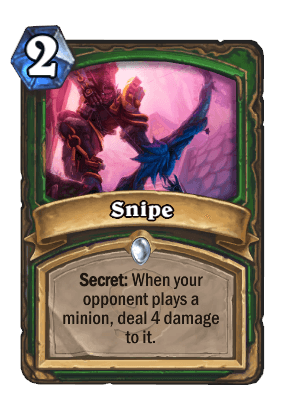 2
Snipe
Secret: When your
opponent plays a
minion, deal 4 damage
to it.